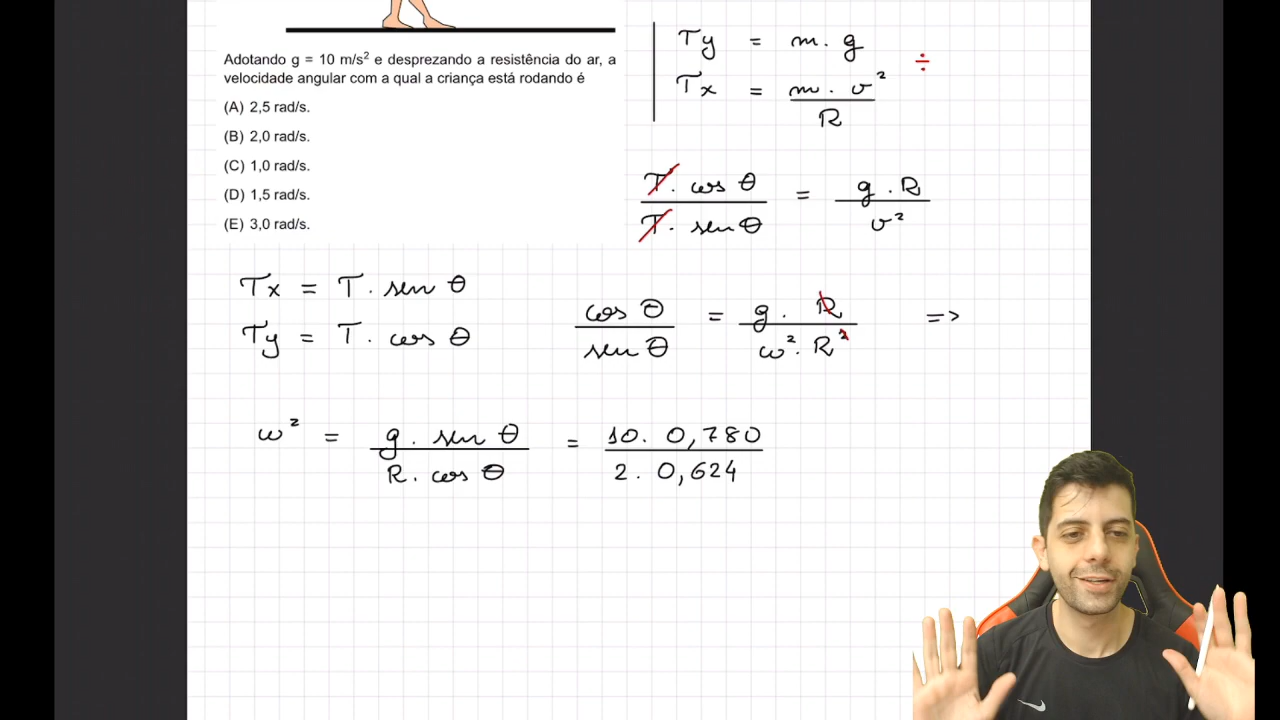 Adotando g = 10 m/s² e desprezando a resistência do ar, a
velocidade angular com a qual a criança está rodando é
(A) 2,5 rad/s.
(B) 2,0 rad/s.
(C) 1,0 rad/s.
(D) 1,5 rad/s.
(E) 3,0 rad/s.
Ty = m. g
÷
Tx = m. v² / R
T. cos θ / T. sen θ = g. R / v²
Tx = T. sen θ
Ty = T. cos θ
cos θ / sen θ = g. R / ω². R² =>
ω² = g. sen θ / R. cos θ = 10. 0,780 / 2. 0,624